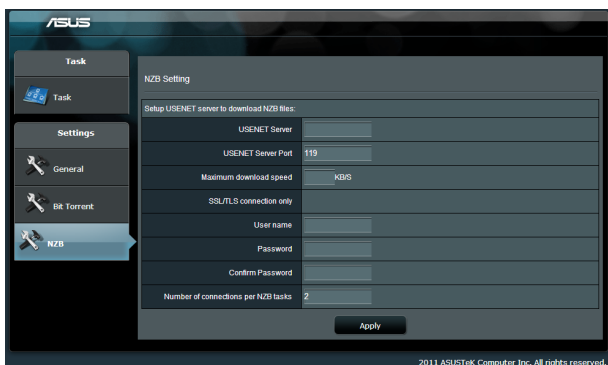 ASUS
Task
Task
Settings
General
Bit Torrent
NZB
NZB Setting
Setup USENET server to download NZB files:
USENET Server
USENET Server Port 119
Maximum download speed KB/S
SSL/TLS connection only
User name
Password
Confirm Password
Number of connections per NZB tasks 2
Apply
2011 ASUSTeK Computer Inc. All rights reserved.